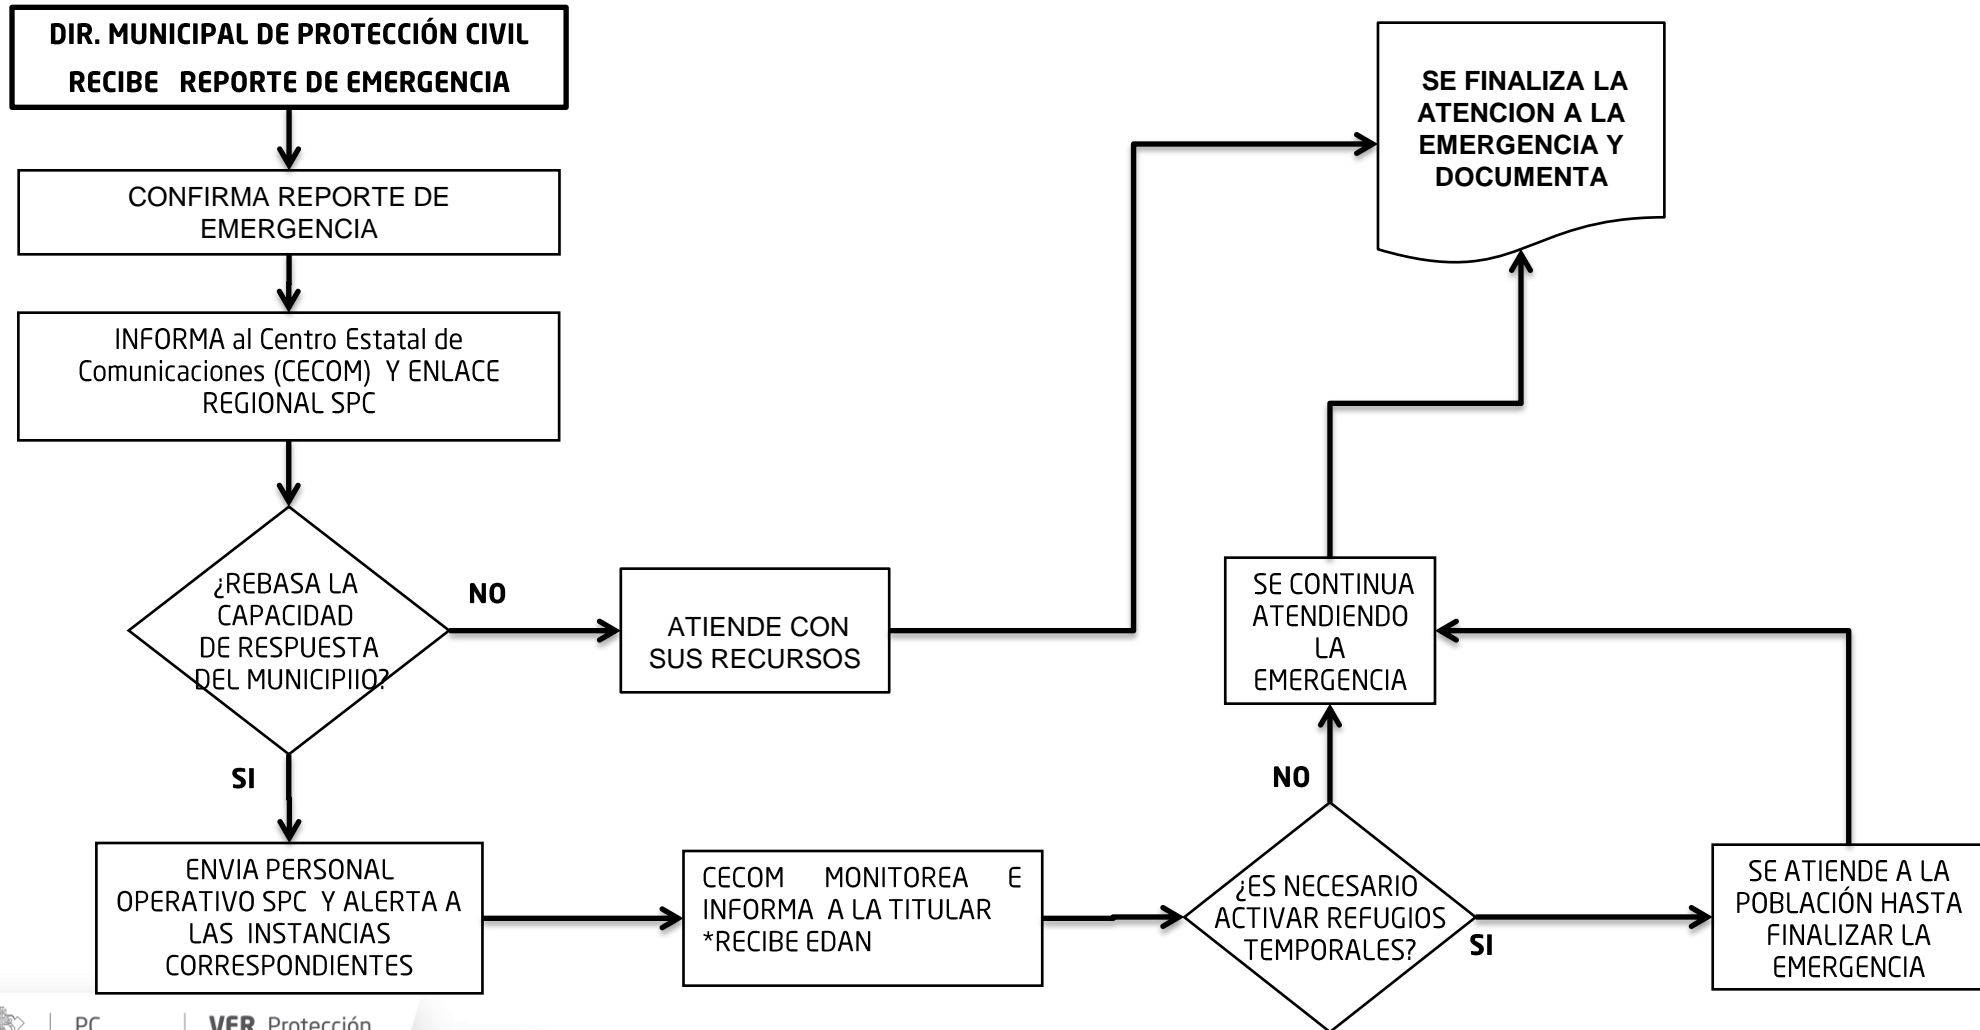 DIR. MUNICIPAL DE PROTECCIÓN CIVIL
RECIBE REPORTE DE EMERGENCIA
CONFIRMA REPORTE DE
EMERGENCIA
INFORMA al Centro Estatal de
Comunicaciones (CECOM) Y ENLACE
REGIONAL SPC
¿REBASA LA
CAPACIDAD
DE RESPUESTA
DEL MUNICIPIIO?
NO
ATIENDE CON
SUS RECURSOS
SI
ENVIA PERSONAL
OPERATIVO SPC Y ALERTA A
LAS INSTANCIAS
CORRESPONDIENTES
CECOM MONITOREA E
INFORMA A LA TITULAR
*RECIBE EDAN
¿ES NECESARIO
ACTIVAR REFUGIOS
TEMPORALES?
NO
SI
SE ATIENDE A LA
POBLACIÓN HASTA
FINALIZAR LA
EMERGENCIA
SE CONTINUA
ATENDIENDO
LA
EMERGENCIA
SE FINALIZA LA
ATENCION A LA
EMERGENCIA Y
DOCUMENTA
PC
VER Protección